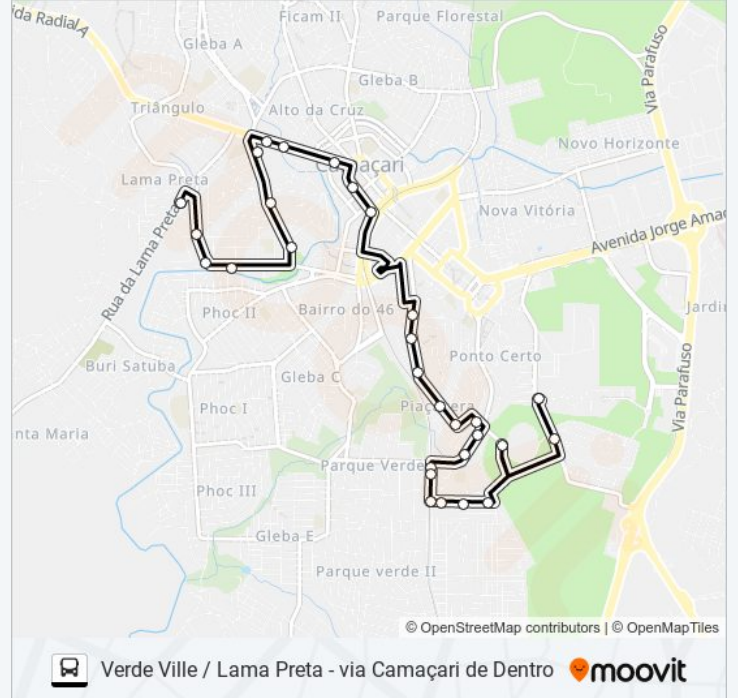 ida Radial A
Ficam II
Parque Florestal
Gleba A
Via Parafuso
Gleba B
Triângulo
Alto da Cruz
Novo Horizonte
Camaçari
Lama Preta
Nova Vitória
Avenida Jorge Amad
Rua da Lama Preta
Phoc II
Bairro do 46
Jardir
Ponto Certo
Buri Satuba
Gleba C
Via Parafuso
Phoc I
nta Maria
Parque Verde
Phoc III
Gleba E
Parque verde II
© OpenStreetMap contributors | © OpenMapTiles
Verde Ville / Lama Preta - via Camaçari de Dentro
moovit